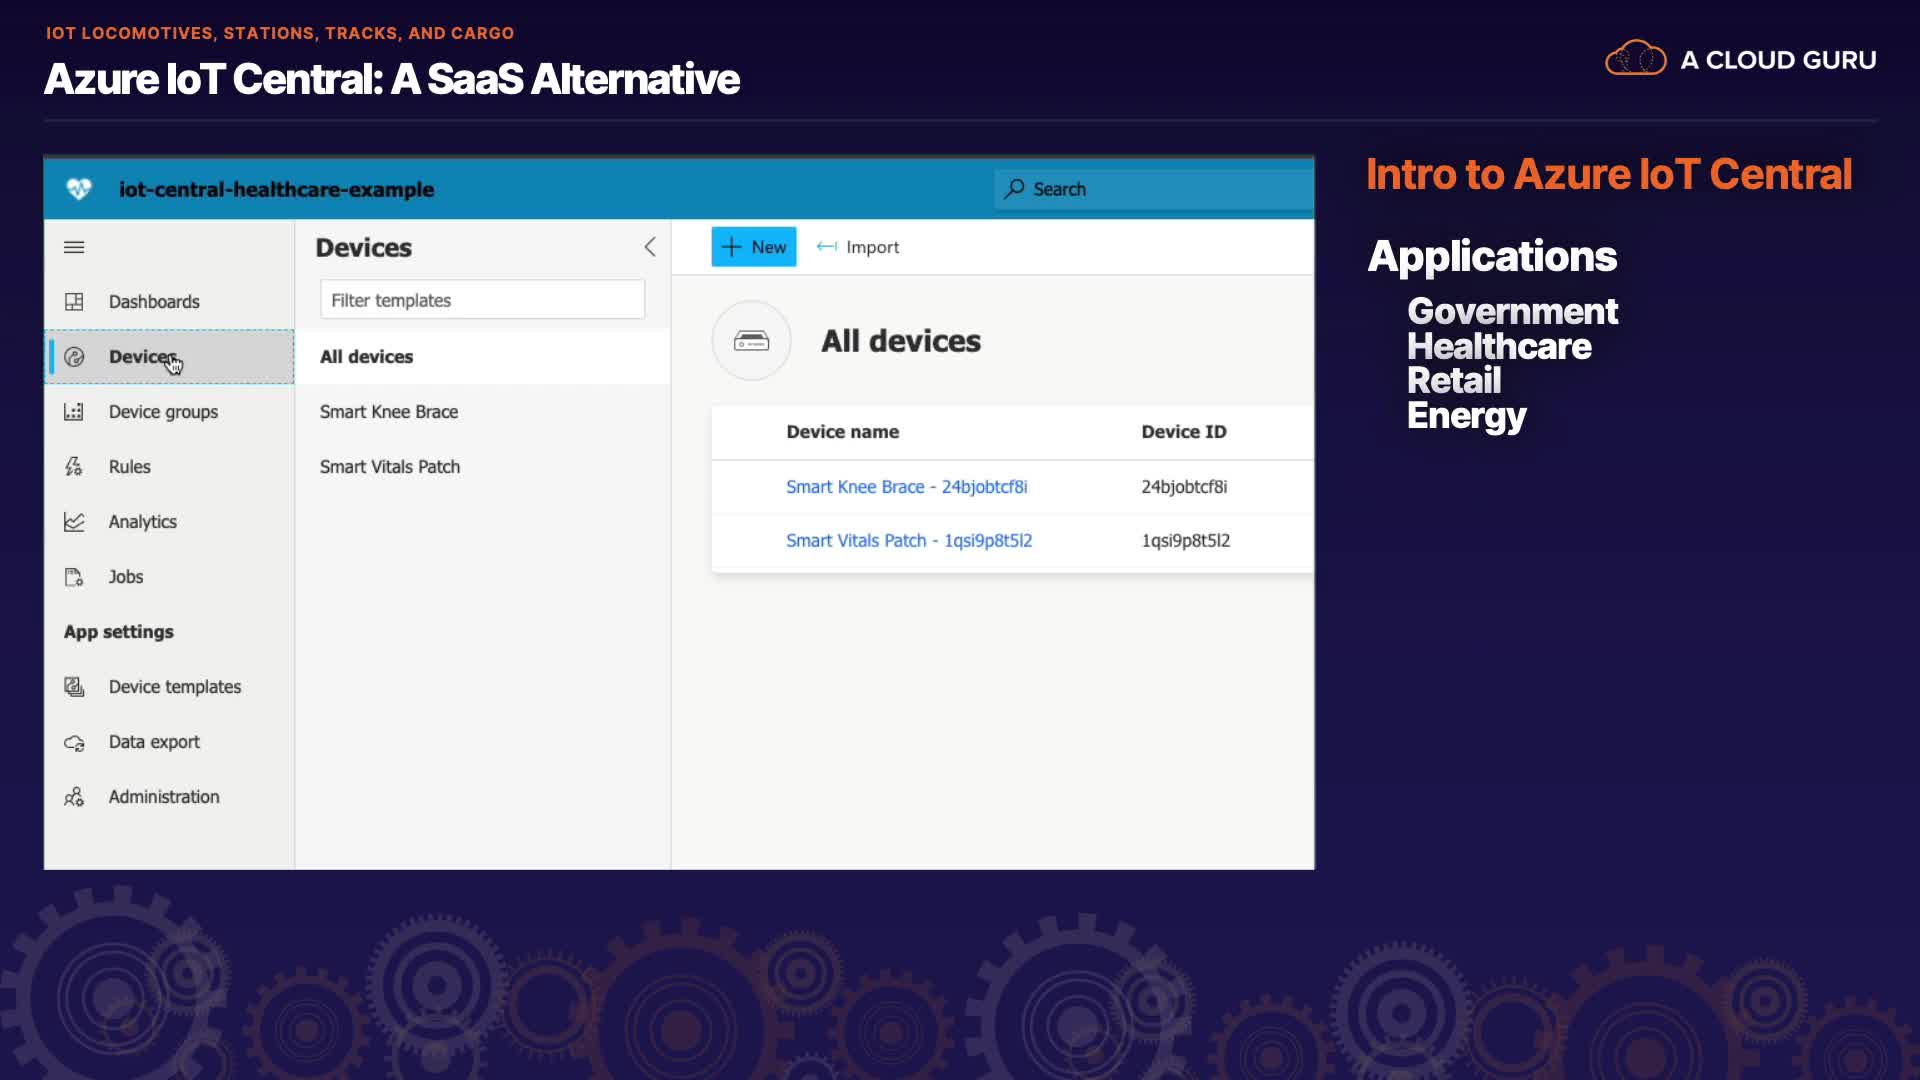 IOT LOCOMOTIVES, STATIONS, TRACKS, AND CARGO
Azure IoT Central: A SaaS Alternative
A CLOUD GURU
iot-central-healthcare-example
Search
Dashboards
Devices
Device groups
Rules
Analytics
Jobs
App settings
Device templates
Data export
Administration
Devices
Filter templates
All devices
Smart Knee Brace
Smart Vitals Patch
New
Import
All devices
Device name Device ID
Smart Knee Brace - 24bjobtcf8i 24bjobtcf8i
Smart Vitals Patch - 1qsi9p8t5l2 1qsi9p8t5l2
Intro to Azure IoT Central
Applications
Government
Healthcare
Retail
Energy